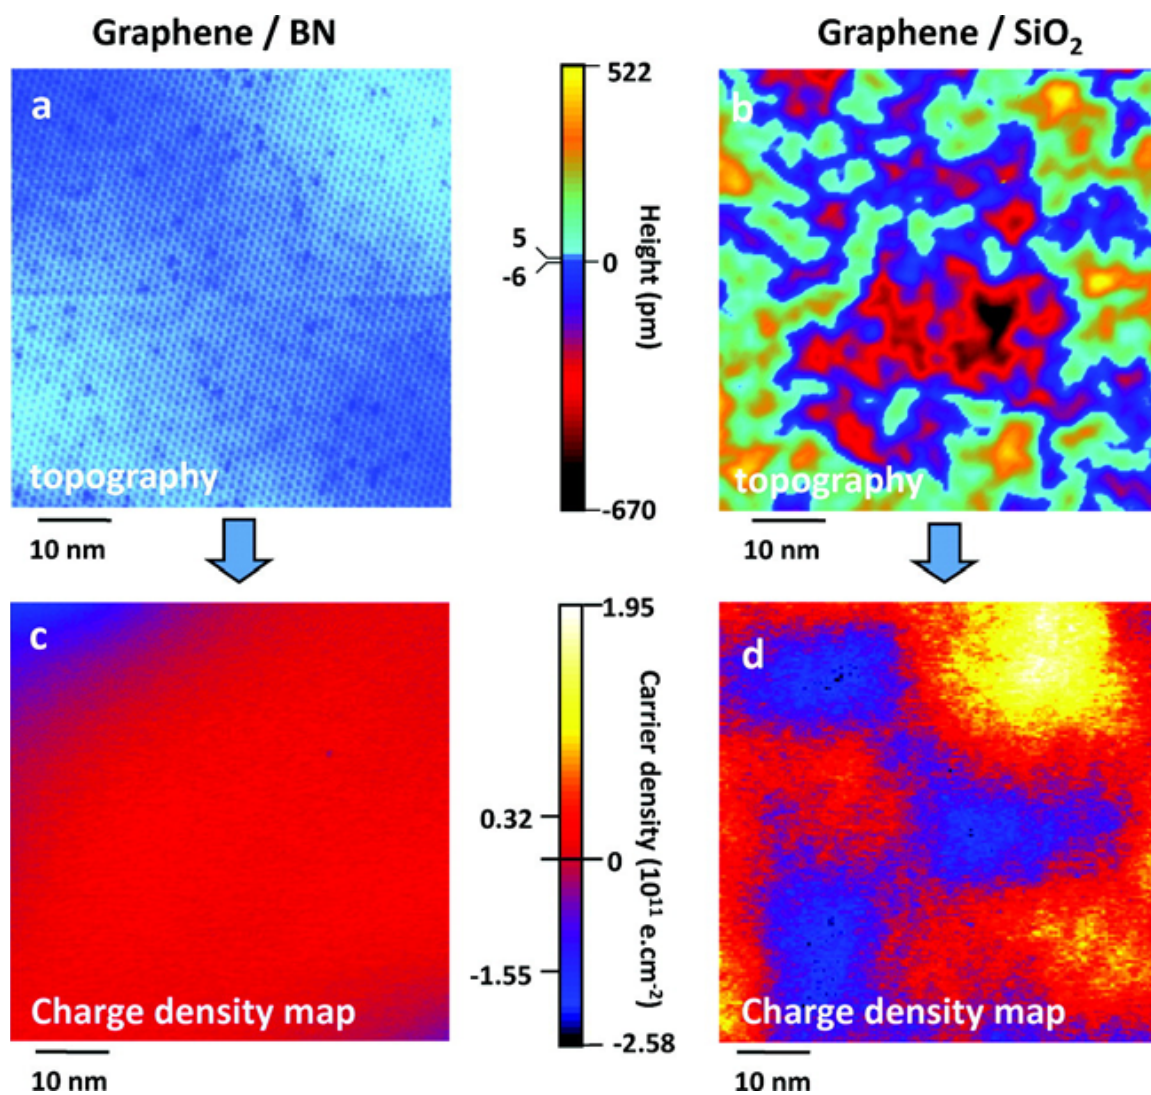 Graphene / BN
Graphene / SiO₂
a
topography
10 nm
522
5
0
-6
-670
Height (pm)
b
topography
10 nm
c
Charge density map
10 nm
1.95
0.32
0
-1.55
-2.58
Carrier density (10¹¹ e.cm⁻²)
d
Charge density map
10 nm